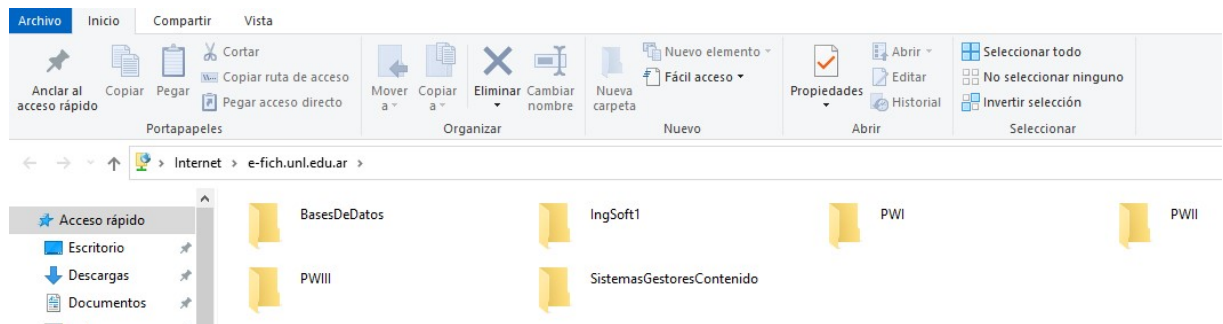 Archivo Inicio Compartir Vista
Anclar al acceso rápido
Copiar
Pegar
Cortar
Copiar ruta de acceso
Pegar acceso directo
Portapapeles
Mover a
Copiar a
Eliminar
Cambiar nombre
Organizar
Nueva carpeta
Nuevo elemento
Fácil acceso
Nuevo
Propiedades
Abrir
Editar
Historial
Abrir
Seleccionar todo
No seleccionar ninguno
Invertir selección
Seleccionar
Internet > e-fich.unl.edu.ar >
Acceso rápido
Escritorio
Descargas
Documentos
BasesDeDatos IngSoft1 PWI PWII
PWIII SistemasGestoresContenido